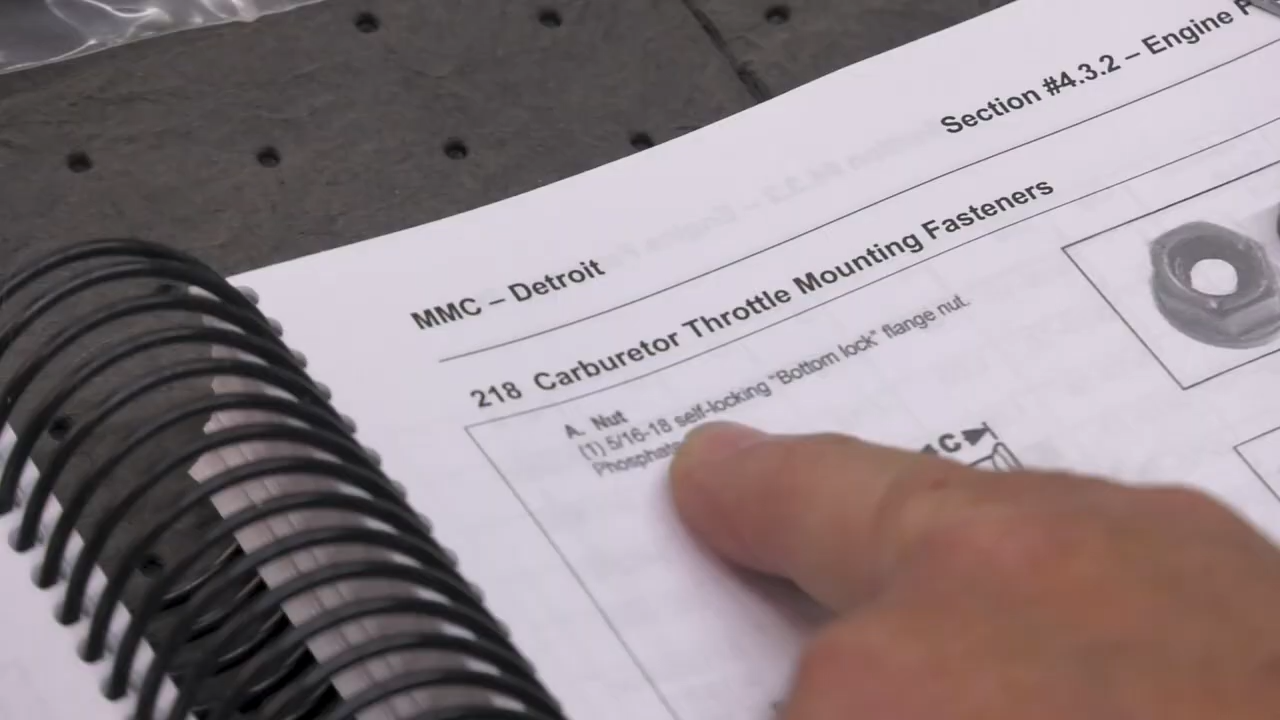 Section #4.3.2 – Engine
MMC – Detroit
218 Carburetor Throttle Mounting Fasteners
A. Nut
(1) 5/16-18 self-locking "Bottom lock" flange nut.
Phosphate
C